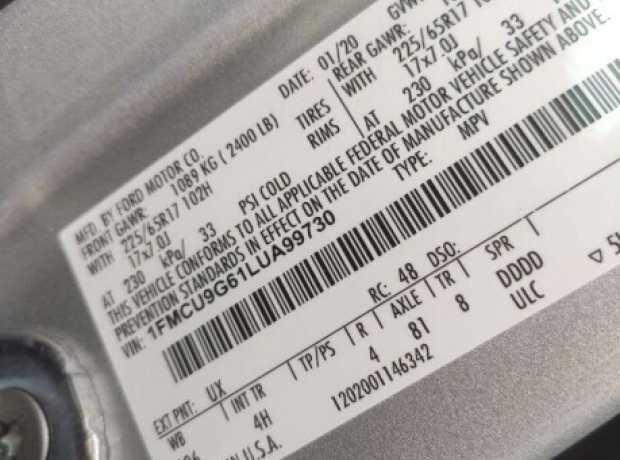 MFD. BY FORD MOTOR CO.
DATE: 01/20
GVW
FRONT GAWR: 1089 KG ( 2400 LB)
REAR GAWR:
225/65R17 102H
TIRES
WITH 225/65R17 102
WITH 17x7.0J
RIMS
17x7.0J
AT 230 kPa/ 33 PSI COLD
AT 230 kPa/ 33
THIS VEHICLE CONFORMS TO ALL APPLICABLE FEDERAL MOTOR VEHICLE SAFETY AND
PREVENTION STANDARDS IN EFFECT ON THE DATE OF MANUFACTURE SHOWN ABOVE.
VIN: 1FMCU9G61LUA99730
TYPE: MPV
EXT PNT: UX
RC: 48 DSO:
WB INT TR TP/PS R AXLE TR SPR
4H 4 81 8 DDDD
1202001146342 ULC
U.S.A.